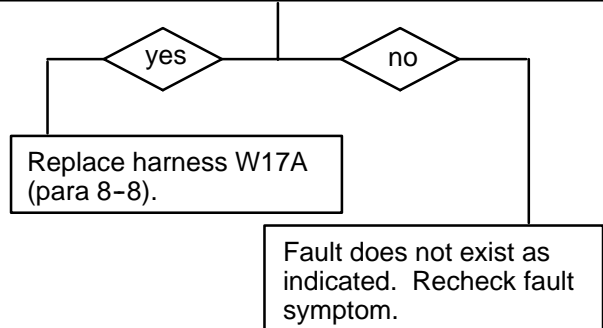 yes
no
Replace harness W17A
(para 8-8).
Fault does not exist as
indicated.  Recheck fault
symptom.